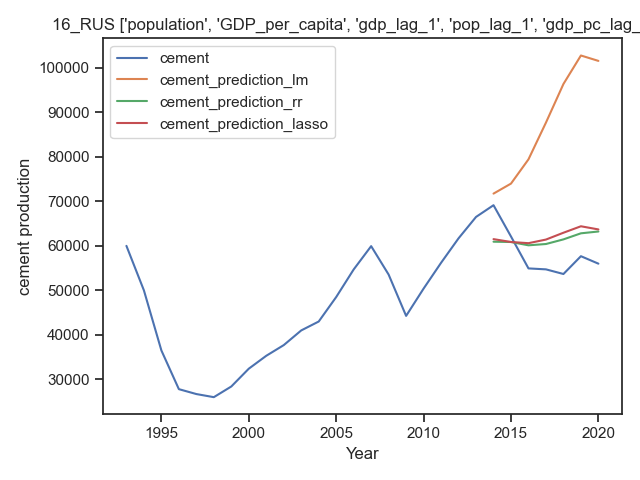 16_RUS ['population', 'GDP_per_capita', 'gdp_lag_1', 'pop_lag_1', 'gdp_pc_lag_
cement
cement_prediction_lm
cement_prediction_rr
cement_prediction_lasso
100000
90000
80000
70000
60000
50000
40000
30000
cement production
1995
2000
2005
2010
2015
2020
Year